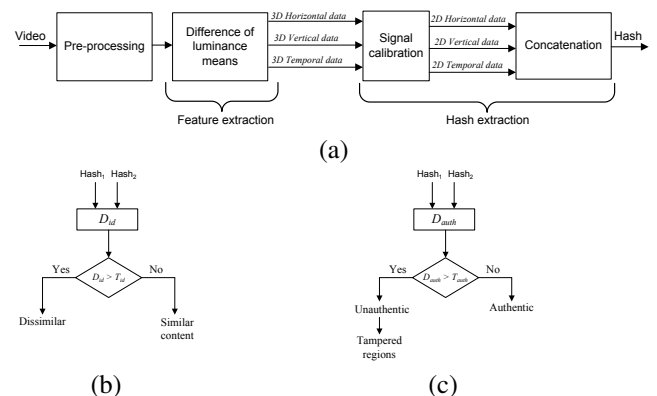 Video
Pre-processing
Difference of
luminance
means
3D Horizontal data
3D Vertical data
3D Temporal data
Signal
calibration
2D Horizontal data
2D Vertical data
2D Temporal data
Concatenation
Hash
Feature extraction
Hash extraction
(a)
Hash1 Hash2
Did
Did > Tid
Yes
No
Dissimilar
Similar
content
(b)
Hash1 Hash2
Dauth
Dauth > Tauth
Yes
No
Unauthentic
Authentic
Tampered
regions
(c)